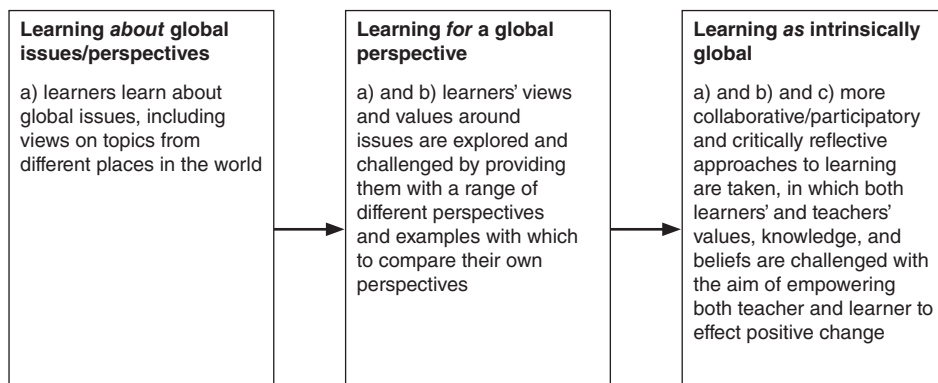 Learning about global
issues/perspectives
a) learners learn about
global issues, including
views on topics from
different places in the world
Learning for a global
perspective
a) and b) learners’ views
and values around
issues are explored and
challenged by providing
them with a range of
different perspectives
and examples with which
to compare their own
perspectives
Learning as intrinsically
global
a) and b) and c) more
collaborative/participatory
and critically reflective
approaches to learning
are taken, in which both
learners’ and teachers’
values, knowledge, and
beliefs are challenged with
the aim of empowering
both teacher and learner to
effect positive change